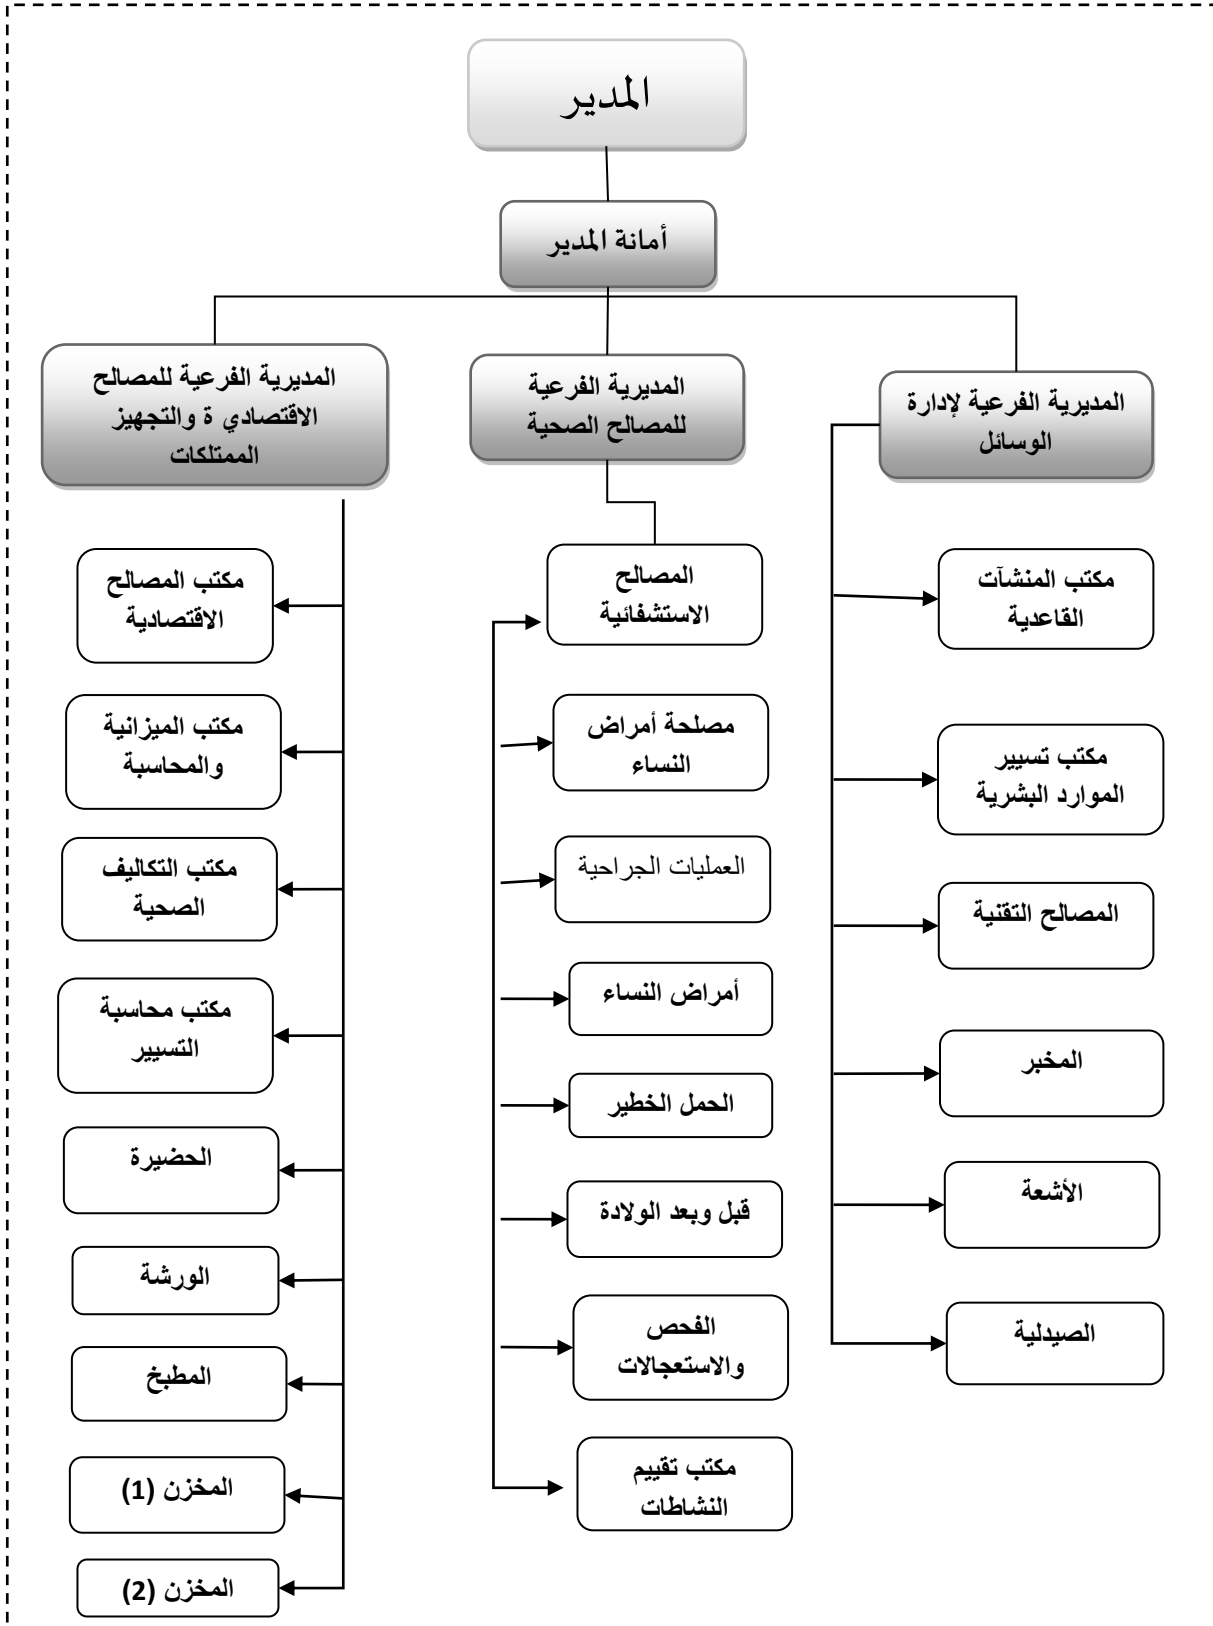 المدير
أمانة المدير
المديرية الفرعية لإدارة
الوسائل
مكتب المنشآت
القاعدية
مكتب تسيير
الموارد البشرية
المصالح التقنية
المخبر
الأشعة
الصيدلية
المديرية الفرعية
للمصالح الصحية
المصالح
الاستشفائية
مصلحة أمراض
النساء
العمليات الجراحية
أمراض النساء
الحمل الخطير
قبل وبعد الولادة
الفحص
والاستعجالات
مكتب تقييم
النشاطات
المديرية الفرعية للمصالح
الاقتصادي ة والتجهيز
الممتلكات
مكتب المصالح
الاقتصادية
مكتب الميزانية
والمحاسبة
مكتب التكاليف
الصحية
مكتب محاسبة
التسيير
الحضيرة
الورشة
المطبخ
المخزن (1)
المخزن (2)